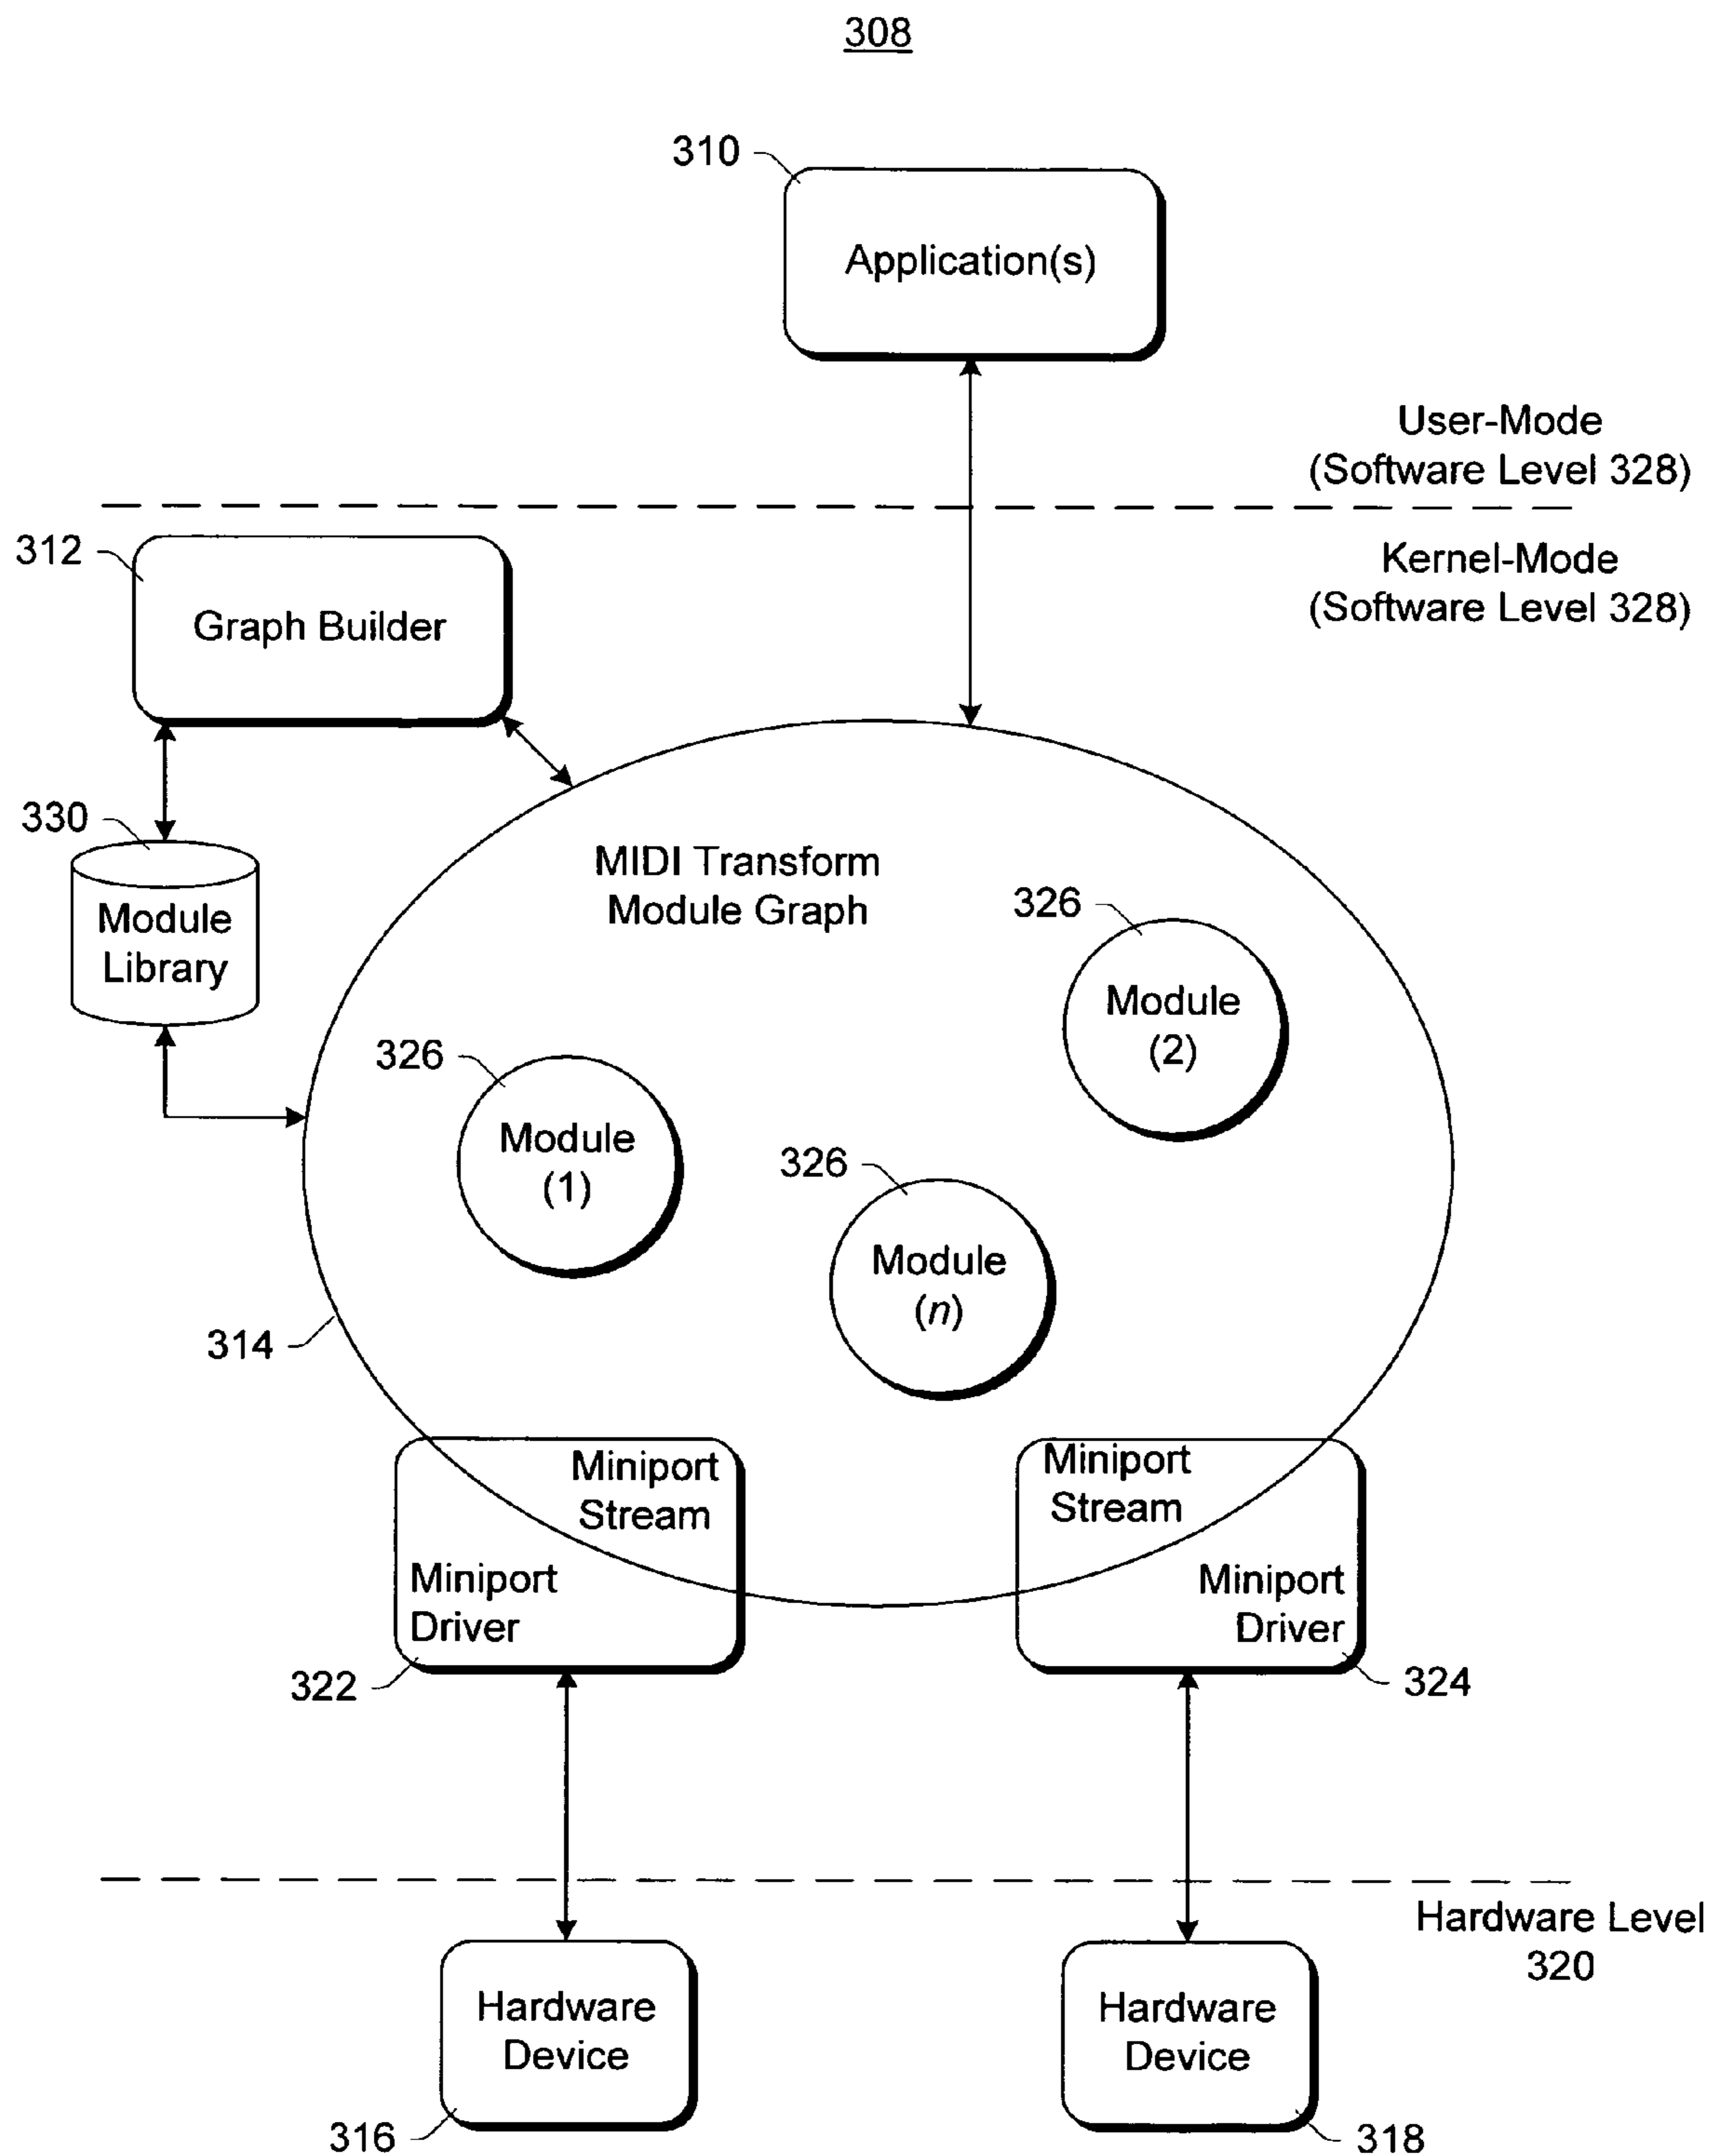 308
310
Application(s)
User-Mode
(Software Level 328)
312
Kernel-Mode
(Software Level 328)
Graph Builder
330
Module
Library
MIDI Transform
Module Graph
326
Module
(2)
326
Module
(1)
326
Module
(n)
314
Miniport
Stream
Miniport
Driver
322
Miniport
Stream
Miniport
Driver
324
Hardware Level
320
Hardware
Device
316
Hardware
Device
318